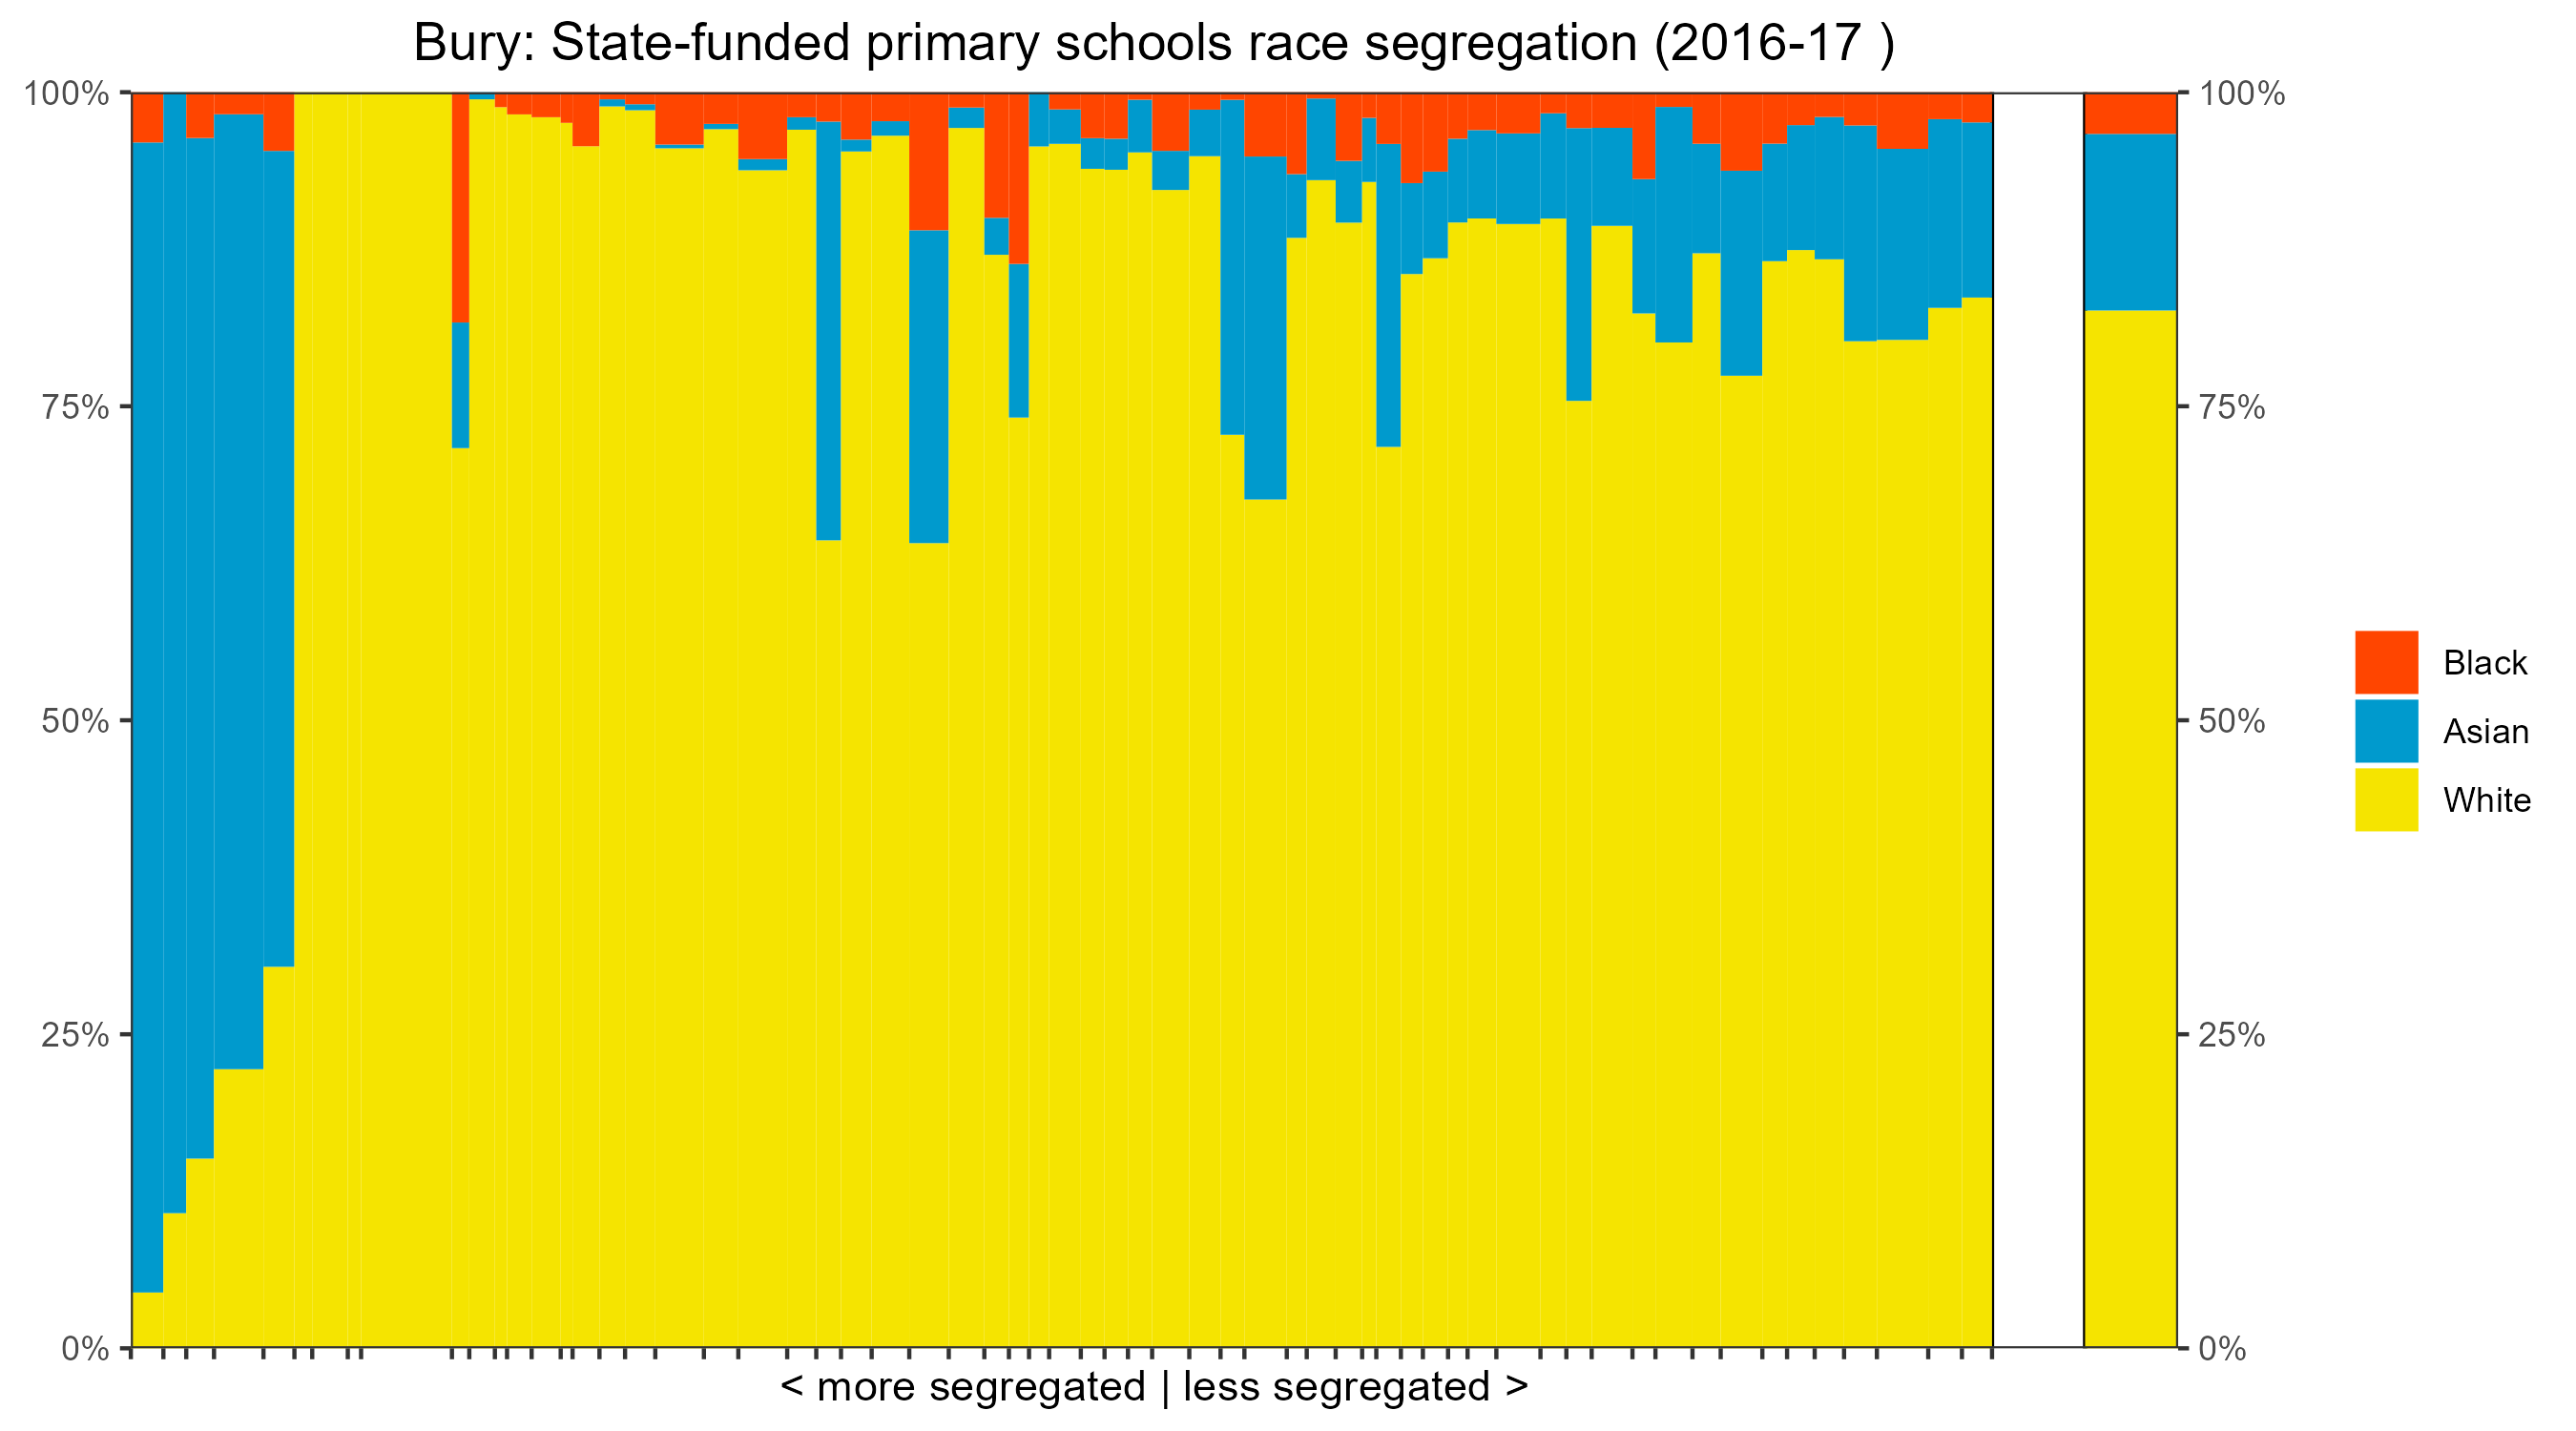 Bury: State-funded primary schools race segregation (2016-17 )
100%
75%
50%
25%
0%
100%
75%
50%
25%
0%
Black
Asian
White
< more segregated | less segregated >